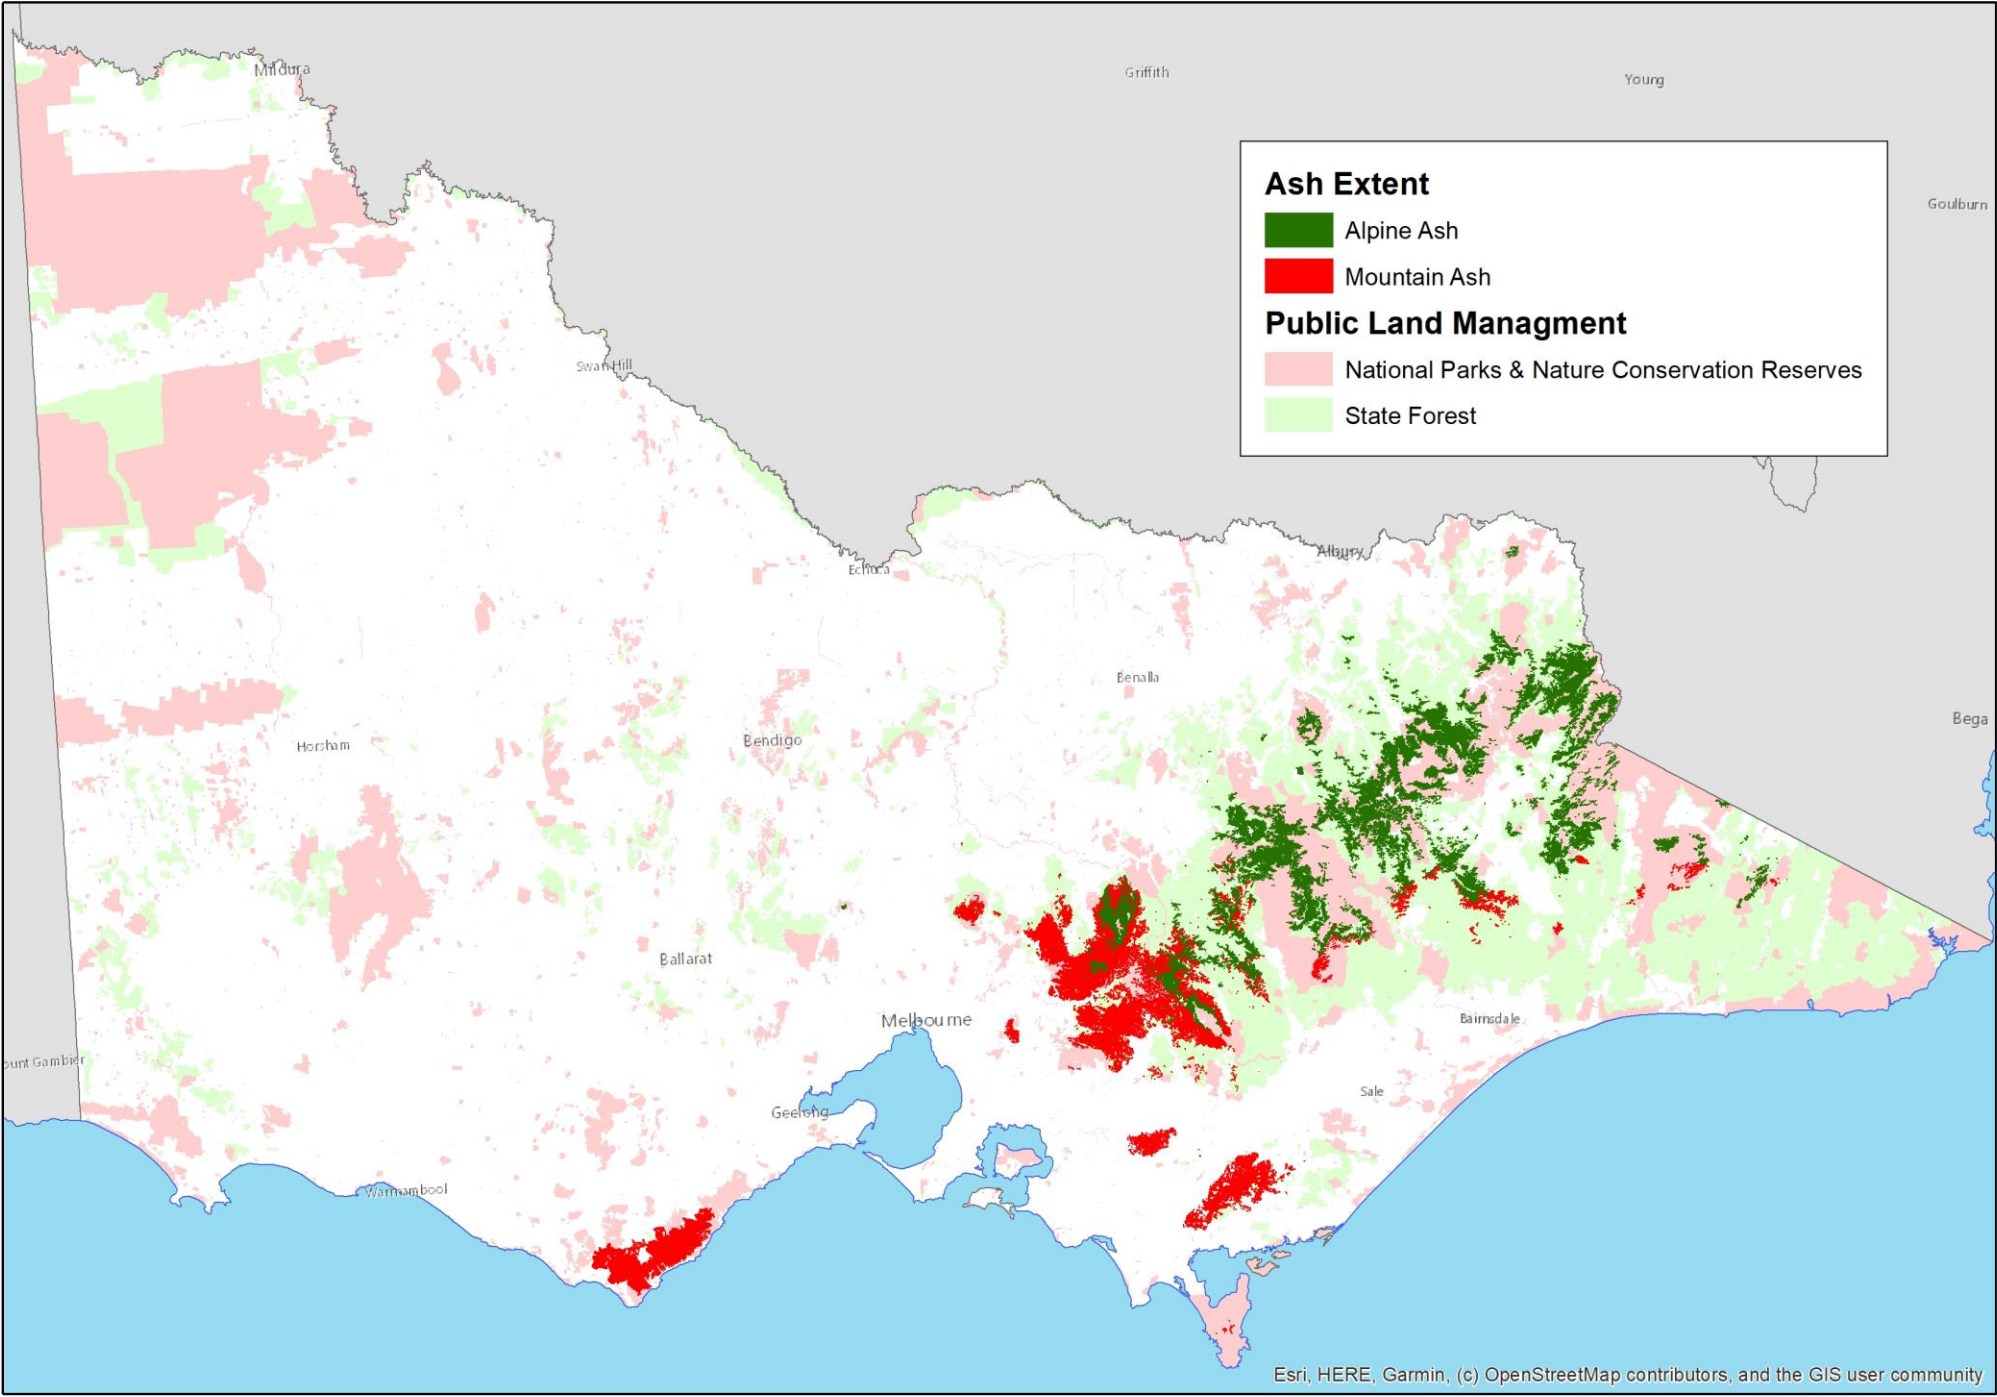 Mildura
Griffith
Young
Goulburn
Ash Extent
Alpine Ash
Mountain Ash
Public Land Managment
National Parks & Nature Conservation Reserves
State Forest
Swan Hill
Albury
Echuca
Benalla
Bega
Horsham
Bendigo
Ballarat
Melbourne
Bairnsdale
ount Gambier
Sale
Geelong
Warrnambool
Esri, HERE, Garmin, (c) OpenStreetMap contributors, and the GIS user community